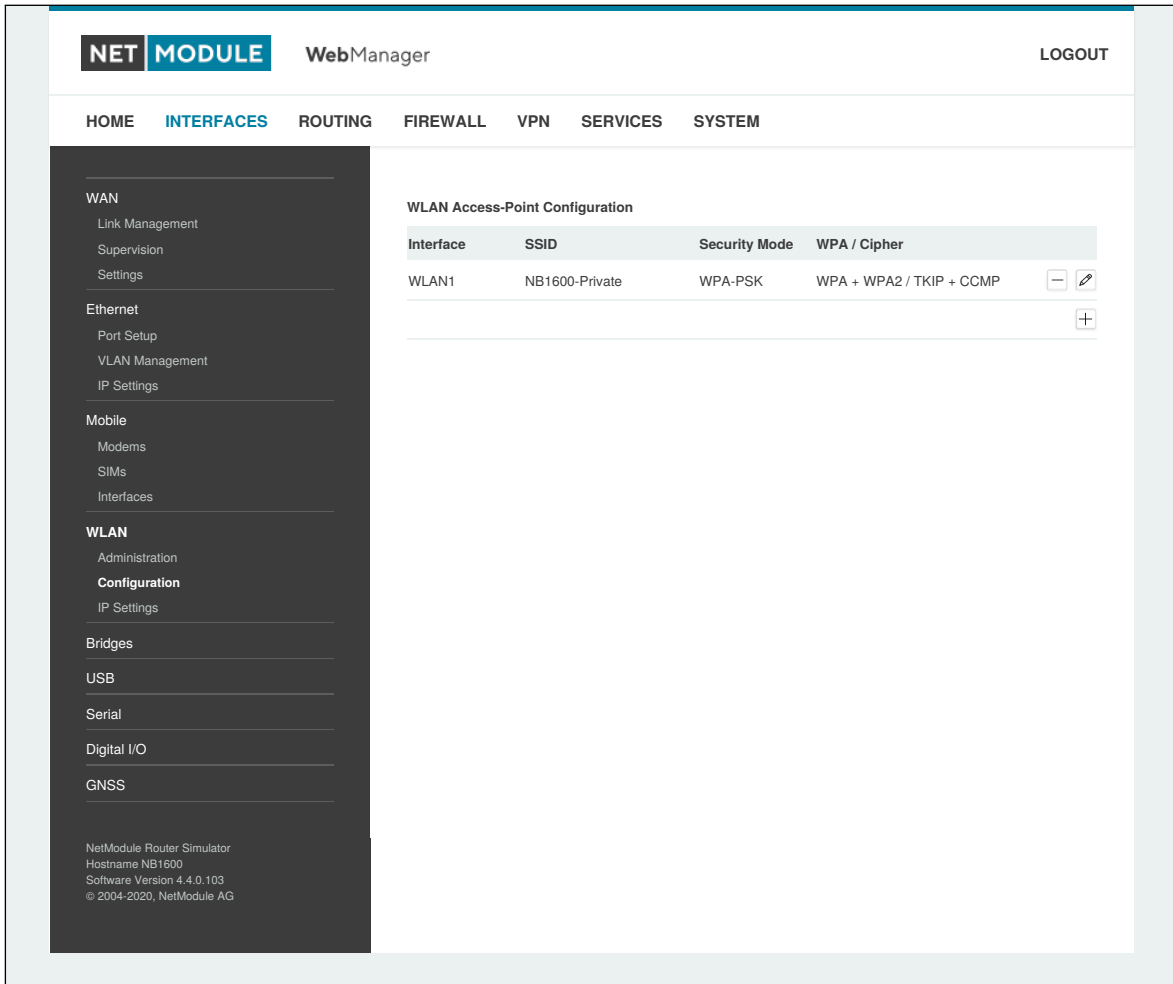 NET MODULE WebManager LOGOUT
HOME INTERFACES ROUTING FIREWALL VPN SERVICES SYSTEM
WAN
Link Management
Supervision
Settings
Ethernet
Port Setup
VLAN Management
IP Settings
Mobile
Modems
SIMs
Interfaces
WLAN
Administration
Configuration
IP Settings
Bridges
USB
Serial
Digital I/O
GNSS
NetModule Router Simulator
Hostname NB1600
Software Version 4.4.0.103
© 2004-2020, NetModule AG
WLAN Access-Point Configuration
Interface SSID Security Mode WPA / Cipher
WLAN1 NB1600-Private WPA-PSK WPA + WPA2 / TKIP + CCMP